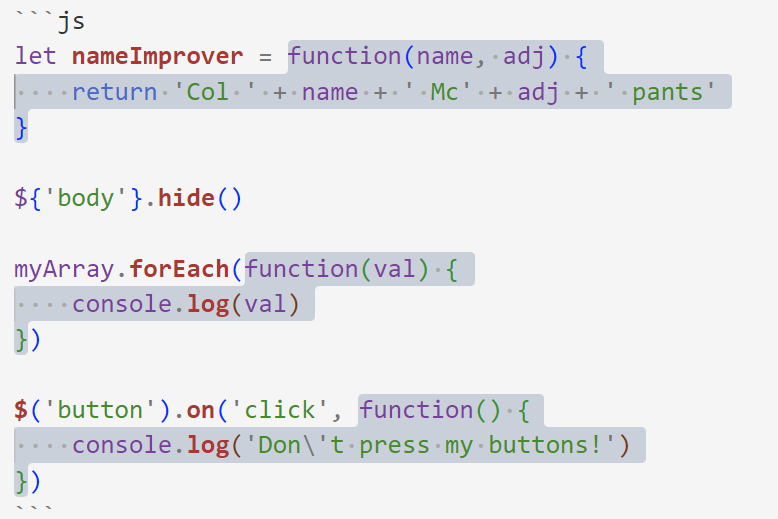 ```js
let nameImprover = function(name, adj) {
    return 'Col ' + name + ' Mc' + adj + ' pants'
}
${'body'}.hide()
myArray.forEach(function(val) {
    console.log(val)
})
$('button').on('click', function() {
    console.log('Don\'t press my buttons!')
})
```